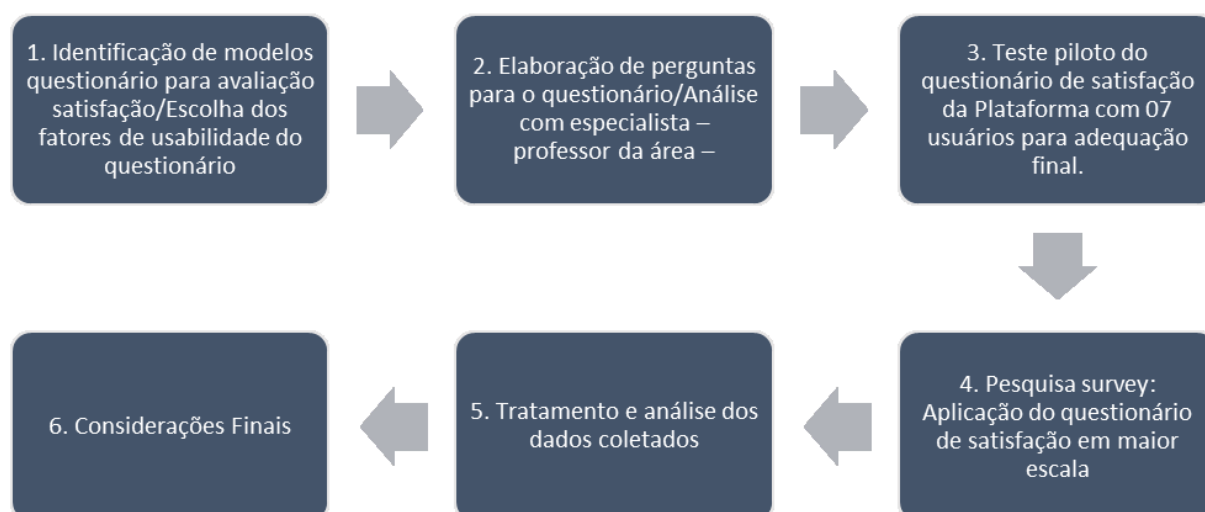 1. Identificação de modelos
questionário para avaliação
satisfação/Escolha dos
fatores de usabilidade do
questionário
2. Elaboração de perguntas
para o questionário/Análise
com especialista –
professor da área –
3. Teste piloto do
questionário de satisfação
da Plataforma com 07
usuários para adequação
final.
4. Pesquisa survey:
Aplicação do questionário
de satisfação em maior
escala
5. Tratamento e análise dos
dados coletados
6. Considerações Finais